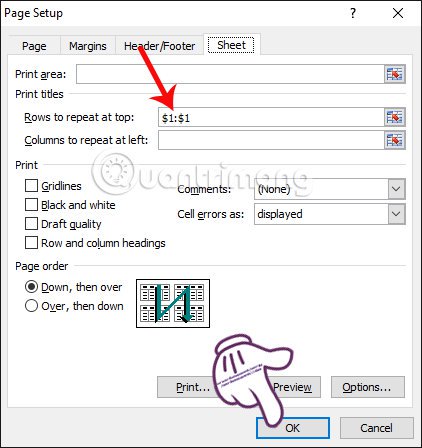 Page Setup
Page Margins Header/Footer Sheet
Print area:
Print titles
Rows to repeat at top: $1:$1
Columns to repeat at left:
Print
Quantrimang
Gridlines Comments: (None)
Black and white Cell errors as: displayed
Draft quality
Row and column headings
Page order
Down, then over
Over, then down
Print... Preview Options...
OK Cancel